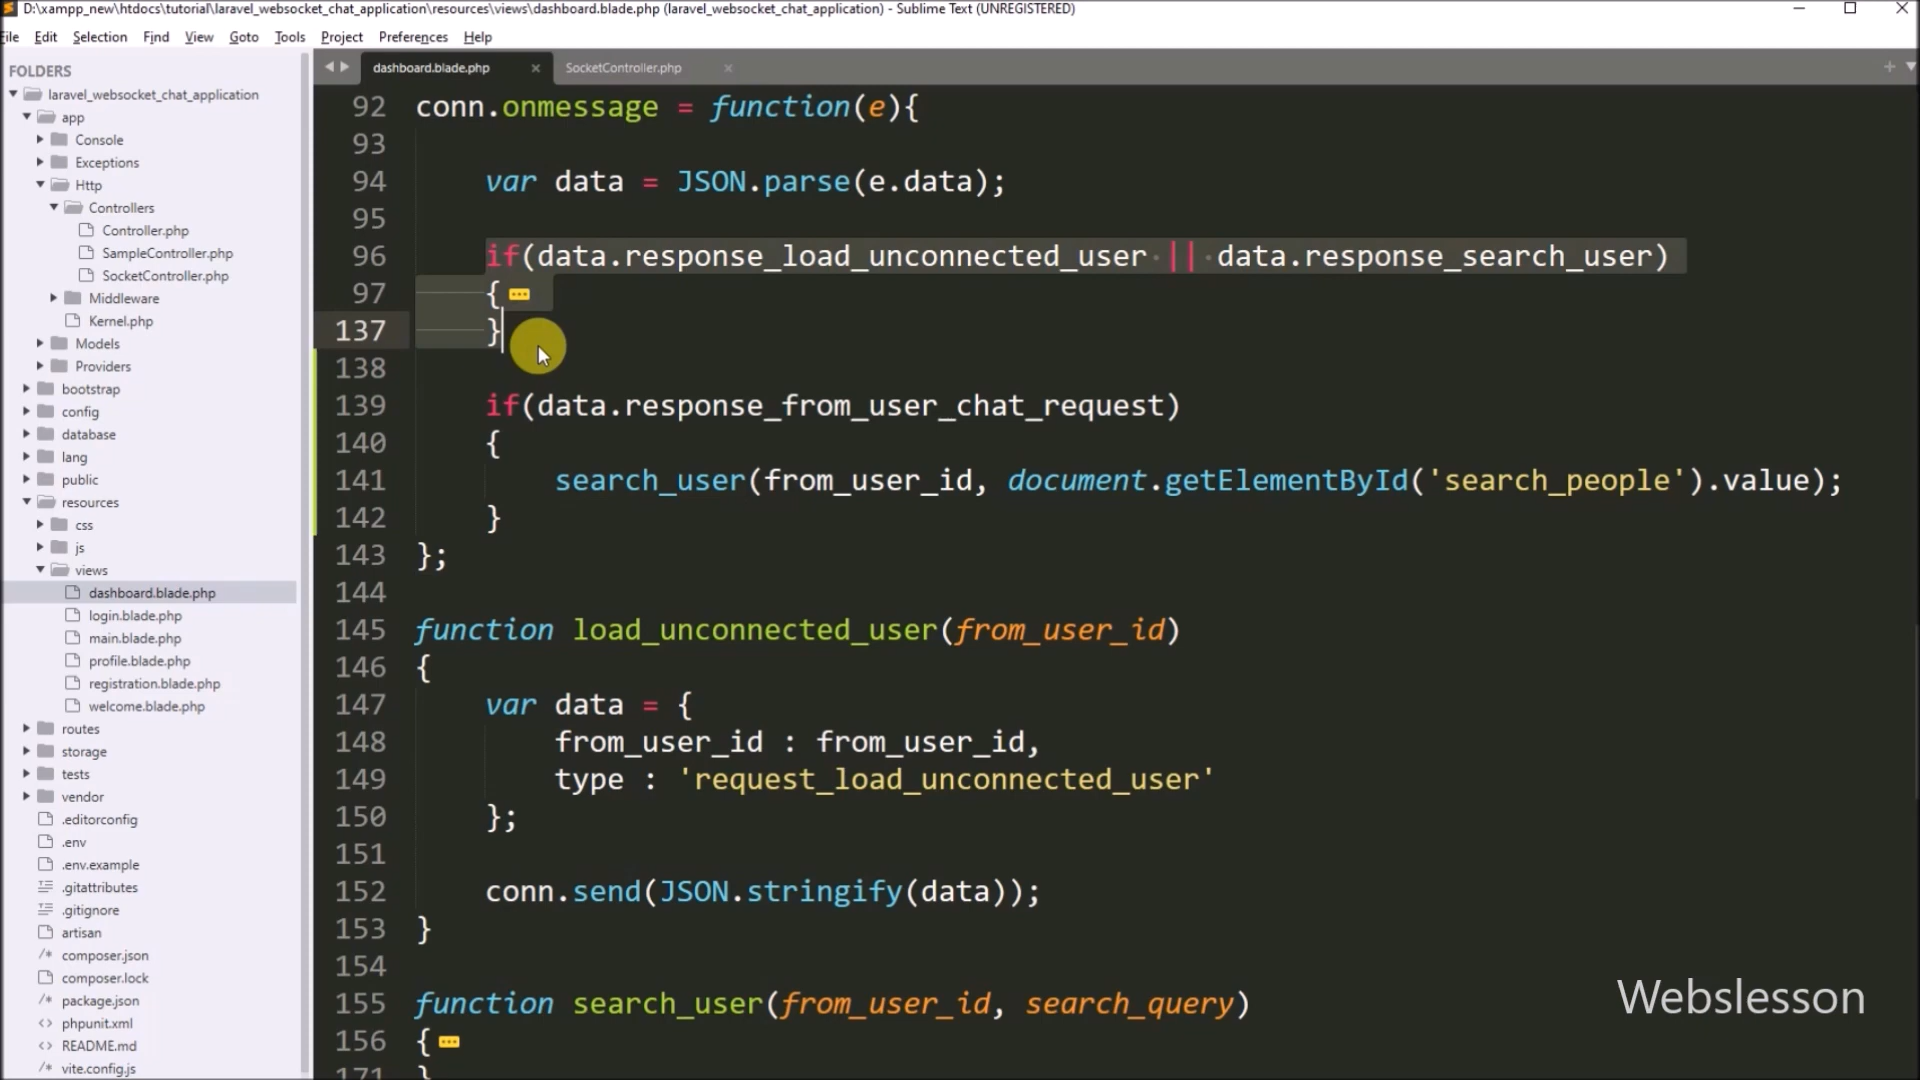 D:\xampp_new\htdocs\tutorial\laravel_websocket_chat_application\resources\views\dashboard.blade.php (laravel_websocket_chat_application) - Sublime Text (UNREGISTERED)
ile Edit Selection Find View Goto Tools Project Preferences Help
FOLDERS
laravel_websocket_chat_application
app
Console
Exceptions
Http
Controllers
Controller.php
SampleController.php
SocketController.php
Middleware
Kernel.php
Models
Providers
bootstrap
config
database
lang
public
resources
css
js
views
dashboard.blade.php
login.blade.php
main.blade.php
profile.blade.php
registration.blade.php
welcome.blade.php
routes
storage
tests
vendor
.editorconfig
.env
.env.example
.gitattributes
.gitignore
artisan
composer.json
composer.lock
package.json
phpunit.xml
README.md
vite.config.js
dashboard.blade.php × SocketController.php ×
92 conn.onmessage = function(e){
93
94 var data = JSON.parse(e.data);
95
96 if(data.response_load_unconnected_user || data.response_search_user)
97 {
137 }
138
139 if(data.response_from_user_chat_request)
140 {
141 search_user(from_user_id, document.getElementById('search_people').value);
142 }
143 };
144
145 function load_unconnected_user(from_user_id)
146 {
147 var data = {
148 from_user_id : from_user_id,
149 type : 'request_load_unconnected_user'
150 };
151
152 conn.send(JSON.stringify(data));
153 }
154
155 function search_user(from_user_id, search_query)
156 {
171 }
Webslesson